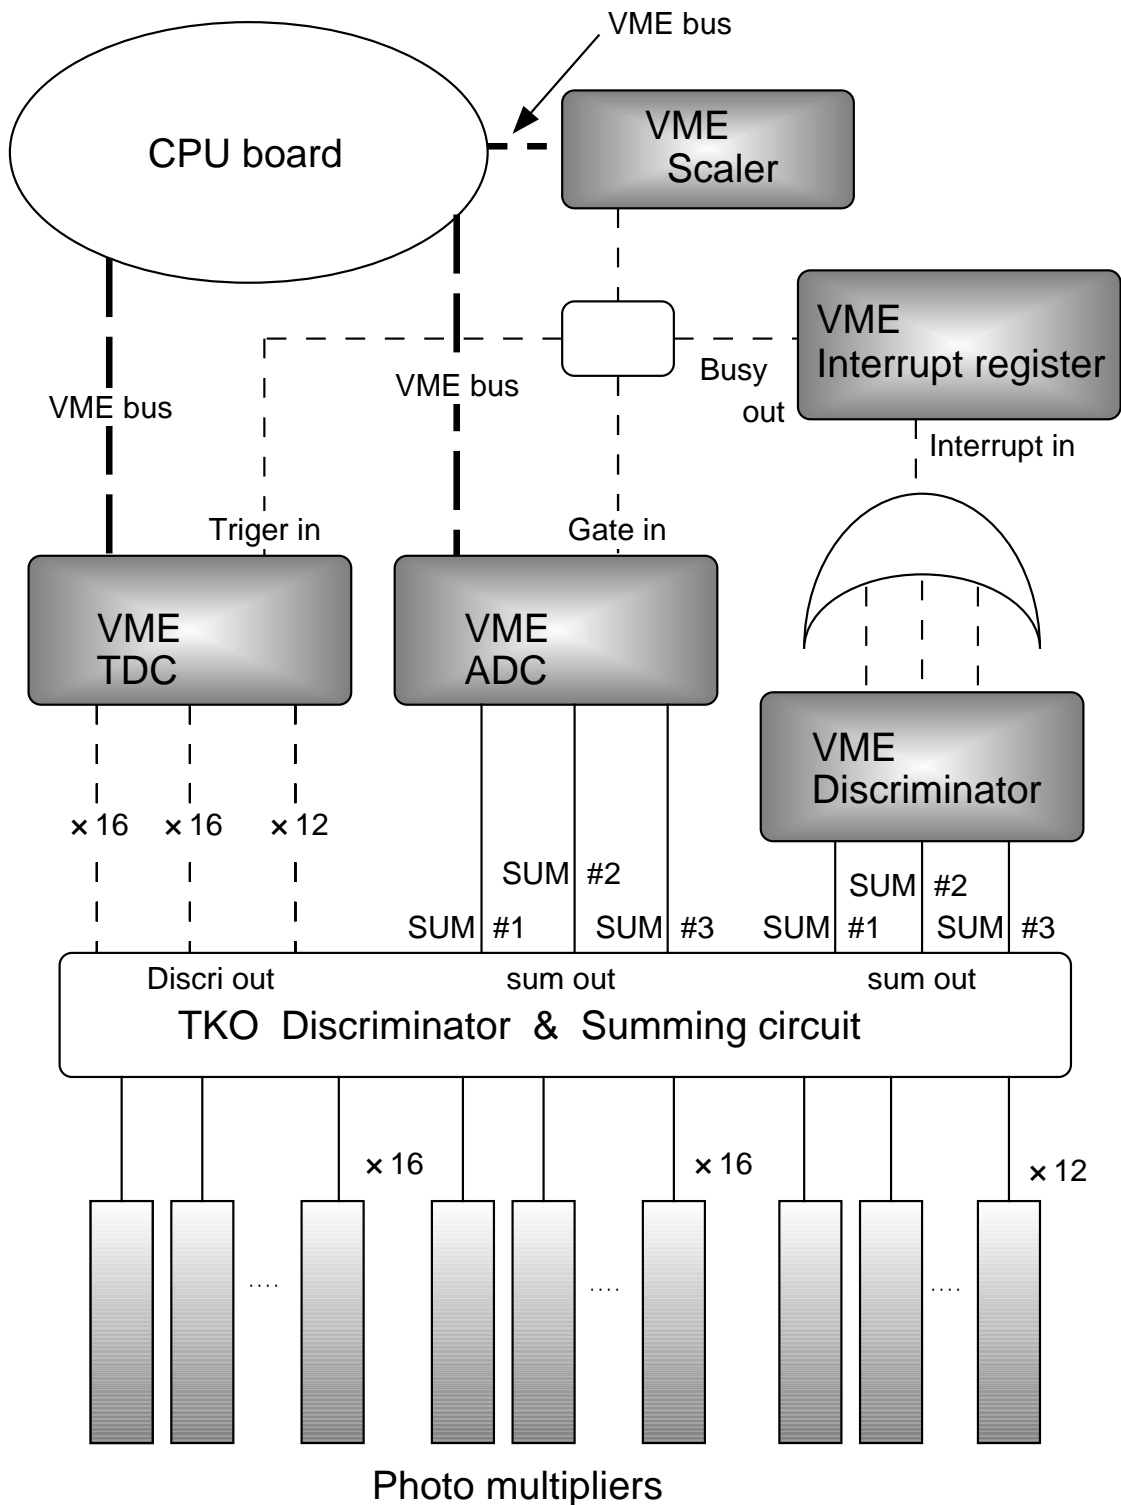 VME bus
CPU board
VME
Scaler
VME
Interrupt register
Busy
out
VME bus
VME bus
Interrupt in
Triger in
Gate in
VME
TDC
VME
ADC
VME
Discriminator
× 16
× 16
× 12
SUM #2
SUM #2
SUM #1
SUM #3
SUM #1
SUM #3
Discri out
sum out
sum out
TKO Discriminator & Summing circuit
× 16
× 16
× 12
....
....
....
Photo multipliers